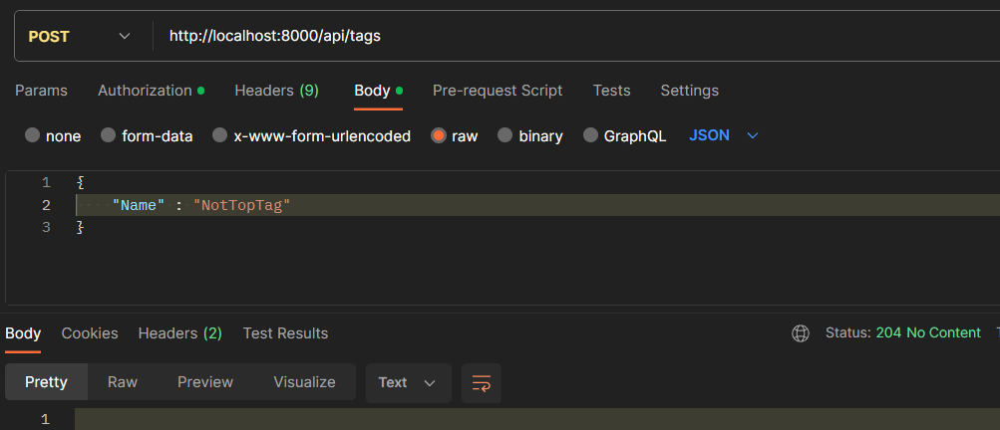 POST http://localhost:8000/api/tags
Params Authorization Headers (9) Body Pre-request Script Tests Settings
none form-data x-www-form-urlencoded raw binary GraphQL JSON
1 {
2 "Name" : "NotTopTag"
3 }
Body Cookies Headers (2) Test Results Status: 204 No Content
Pretty Raw Preview Visualize Text
1